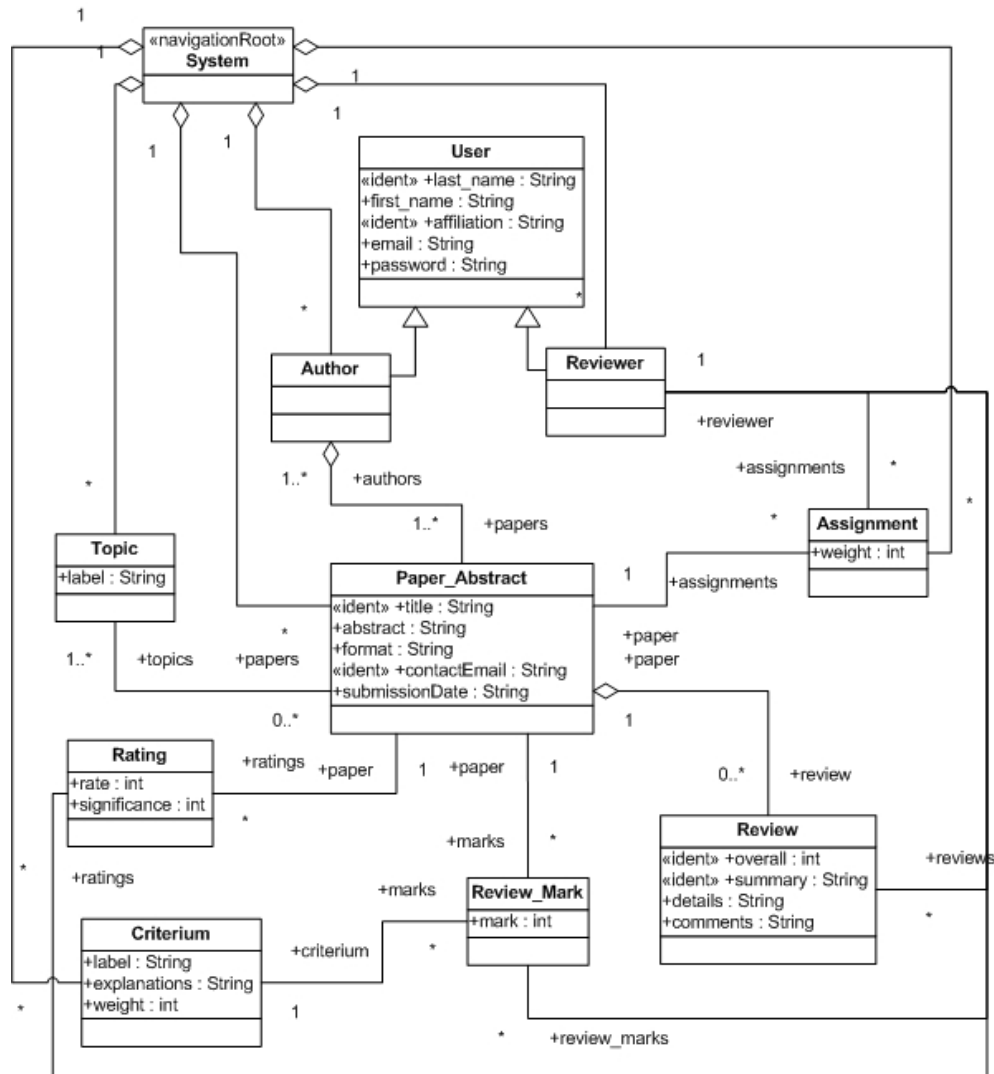 1
«navigationRoot»
System
1
1
1
1
1
User
«ident» +last_name : String
+first_name : String
«ident» +affiliation : String
+email : String
+password : String
*
*
Author
Reviewer
1
+reviewer
1..*
+authors
+assignments
*
*
1..*
+papers
*
*
Topic
+label : String
Assignment
+weight : int
Paper_Abstract
«ident» +title : String
+abstract : String
+format : String
«ident» +contactEmail : String
+submissionDate : String
1
+assignments
*
+paper
+paper
1..*
+topics
+papers
0..*
1
Rating
+rate : int
+significance : int
+ratings
+paper
1
+paper
1
*
0..*
+review
Review
«ident» +overall : int
«ident» +summary : String
+details : String
+comments : String
+marks
*
*
+ratings
+reviews
+marks
Review_Mark
+mark : int
*
Criterium
+label : String
+explanations : String
+weight : int
+criterium
*
*
1
*
+review_marks